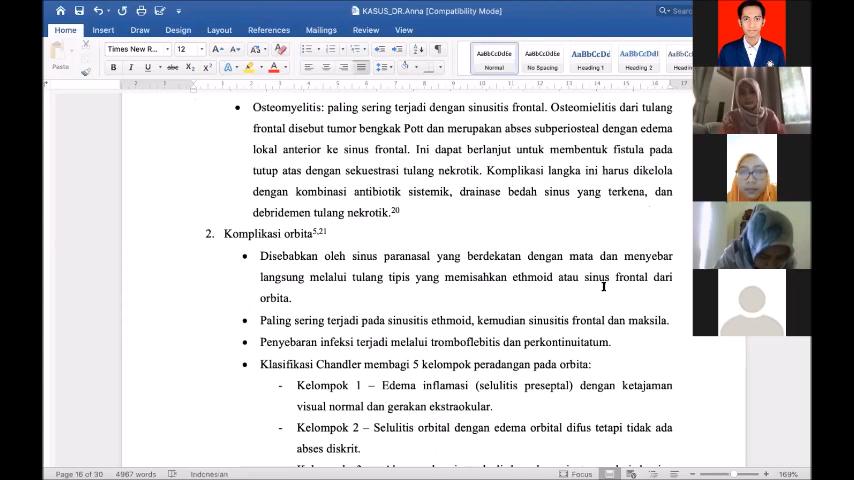 KASUS_DR.Anna [Compatibility Mode]
Home Insert Draw Design Layout References Mailings Review View
Paste
Times New R... 12
AaBbCcDdEe AaBbCcDdEe AaBbCcDc AaBbCcDdI
Normal No Spacing Heading 1 Heading 2
• Osteomyelitis: paling sering terjadi dengan sinusitis frontal. Osteomielitis dari tulang
frontal disebut tumor bengkak Pott dan merupakan abses subperiosteal dengan edema
lokal anterior ke sinus frontal. Ini dapat berlanjut untuk membentuk fistula pada
tutup atas dengan sekuestrasi tulang nekrotik. Komplikasi langka ini harus dikelola
dengan kombinasi antibiotik sistemik, drainase bedah sinus yang terkena, dan
debridemen tulang nekrotik.20
2. Komplikasi orbita5,21
• Disebabkan oleh sinus paranasal yang berdekatan dengan mata dan menyebar
langsung melalui tulang tipis yang memisahkan ethmoid atau sinus frontal dari
orbita.
• Paling sering terjadi pada sinusitis ethmoid, kemudian sinusitis frontal dan maksila.
• Penyebaran infeksi terjadi melalui tromboflebitis dan perkontinuitatum.
• Klasifikasi Chandler membagi 5 kelompok peradangan pada orbita:
- Kelompok 1 – Edema inflamasi (selulitis preseptal) dengan ketajaman
visual normal dan gerakan ekstraokular.
- Kelompok 2 – Selulitis orbital dengan edema orbital difus tetapi tidak ada
abses diskrit.
Page 16 of 30 4967 words Indonesian Focus 169%